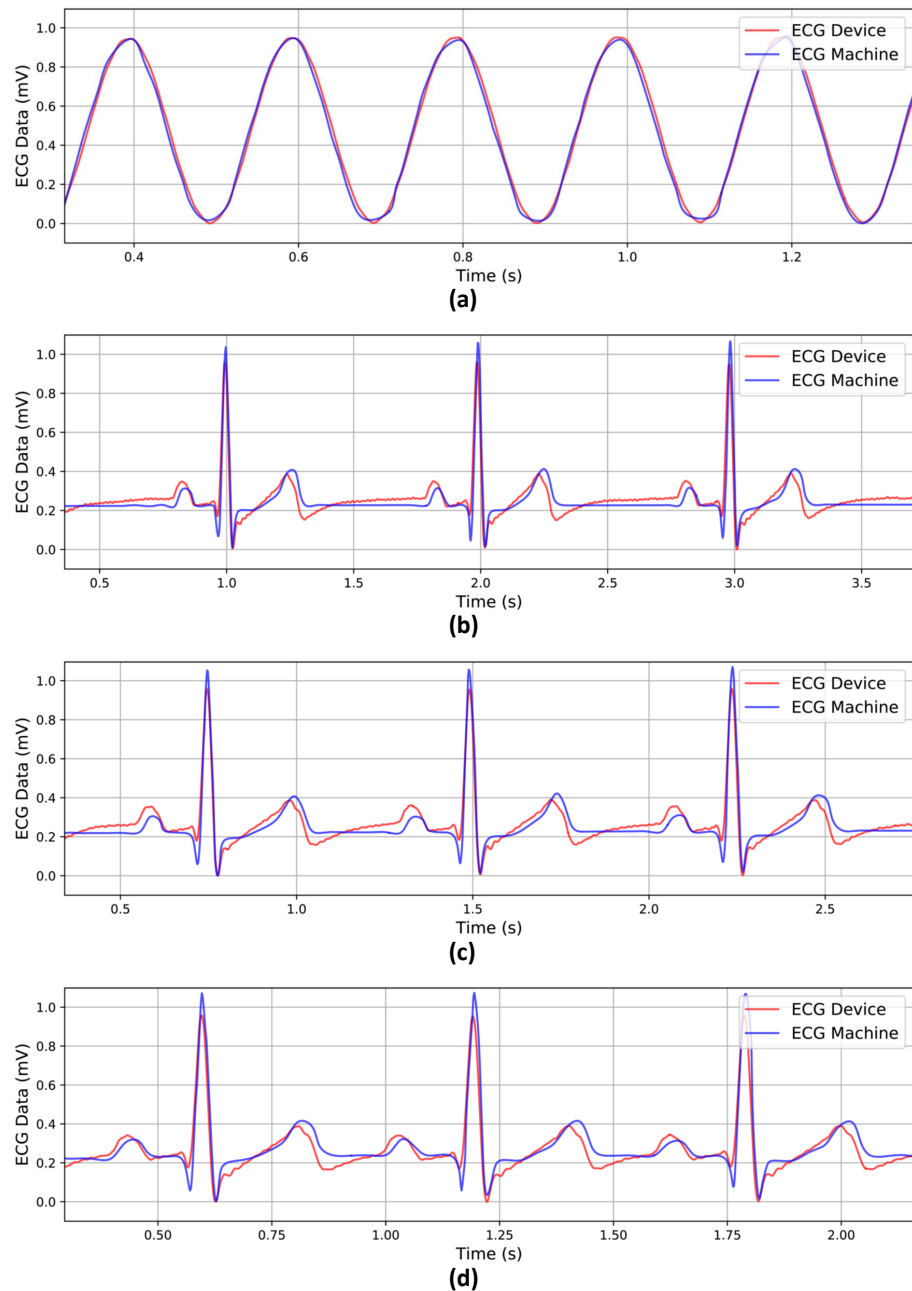 1.0
0.8
0.6
0.4
0.2
0.0
ECG Data (mV)
ECG Device
ECG Machine
0.4
0.6
0.8
1.0
1.2
Time (s)
(a)
1.0
0.8
0.6
0.4
0.2
0.0
ECG Data (mV)
ECG Device
ECG Machine
0.5
1.0
1.5
2.0
2.5
3.0
3.5
Time (s)
(b)
1.0
0.8
0.6
0.4
0.2
0.0
ECG Data (mV)
ECG Device
ECG Machine
0.5
1.0
1.5
2.0
2.5
Time (s)
(c)
1.0
0.8
0.6
0.4
0.2
0.0
ECG Data (mV)
ECG Device
ECG Machine
0.50
0.75
1.00
1.25
1.50
1.75
2.00
Time (s)
(d)